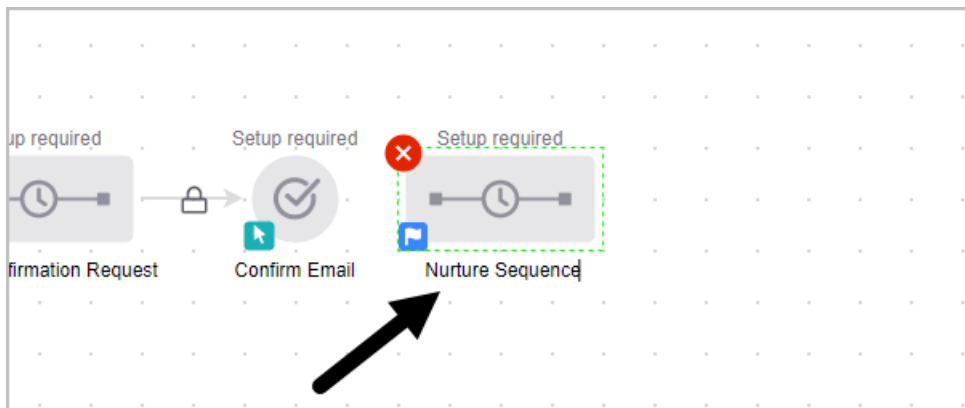 up required
Setup required
Setup required
firmation Request
Confirm Email
Nurture Sequence